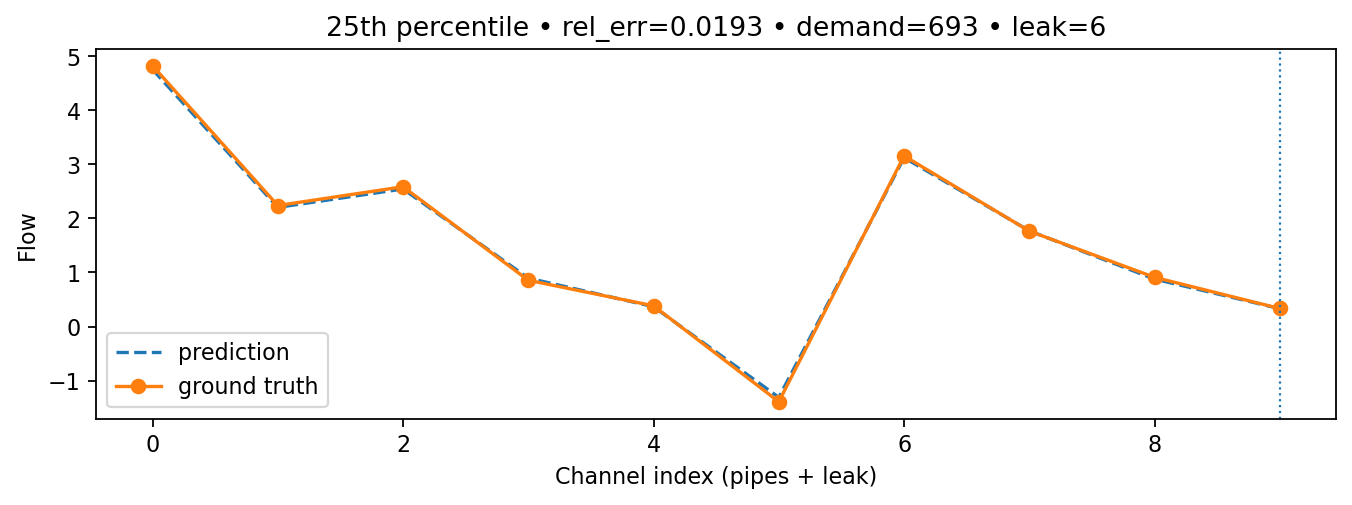 25th percentile • rel_err=0.0193 • demand=693 • leak=6
5
4
3
2
1
0
−1
Flow
prediction
ground truth
0 2 4 6 8
Channel index (pipes + leak)